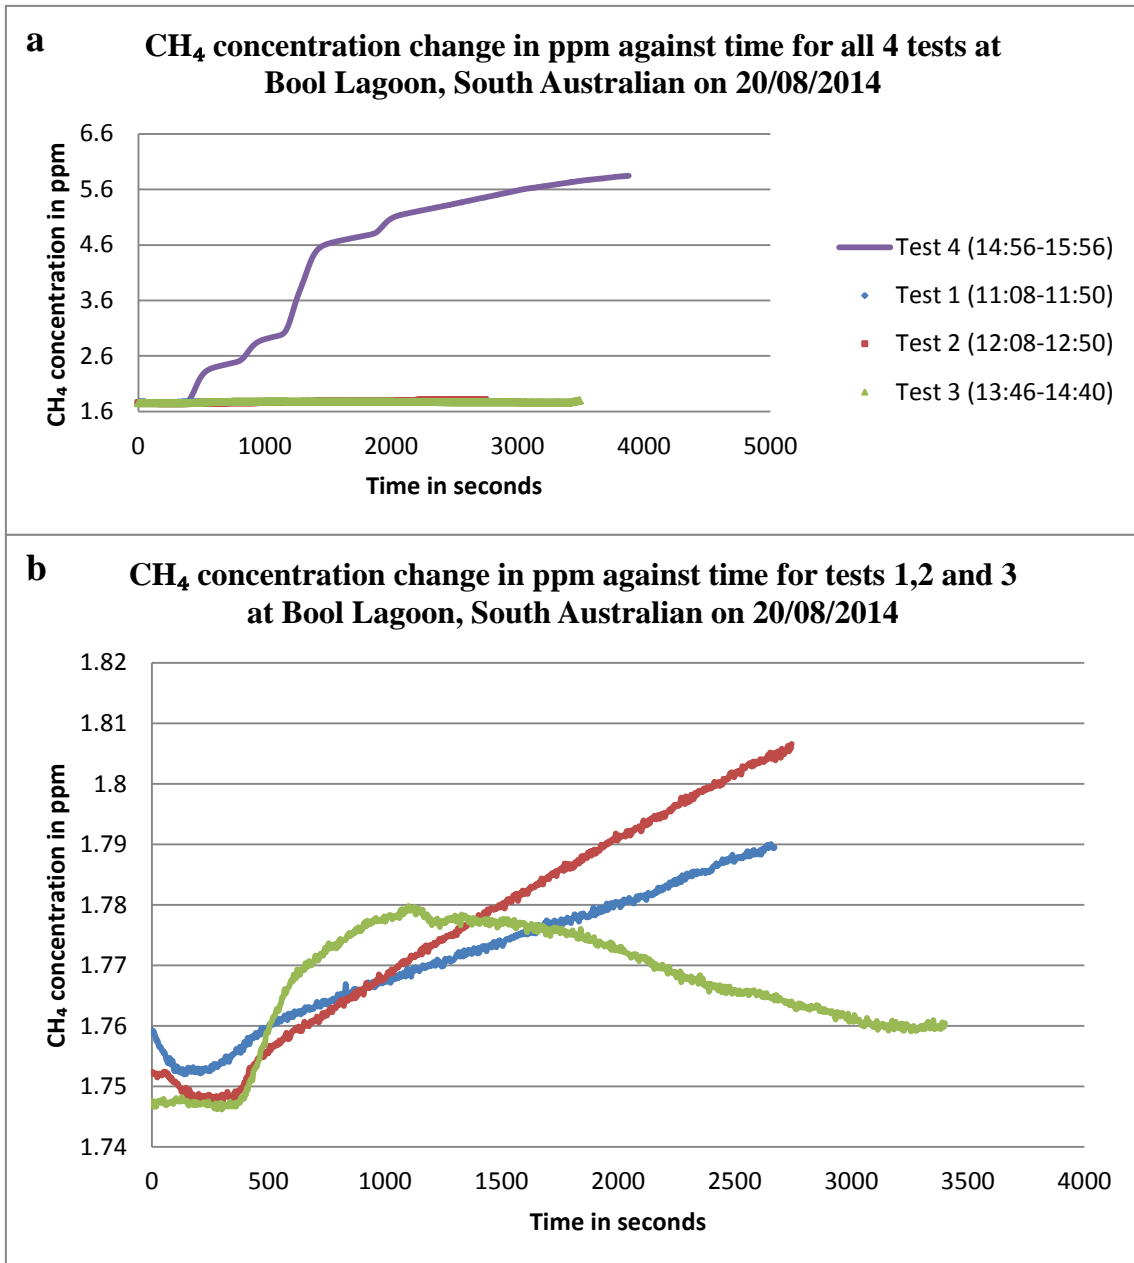 a
CH₄ concentration change in ppm against time for all 4 tests at
Bool Lagoon, South Australian on 20/08/2014
CH₄ concentration in ppm
6.6
5.6
4.6
3.6
2.6
1.6
0 1000 2000 3000 4000 5000
Time in seconds
Test 4 (14:56-15:56)
Test 1 (11:08-11:50)
Test 2 (12:08-12:50)
Test 3 (13:46-14:40)
b
CH₄ concentration change in ppm against time for tests 1,2 and 3
at Bool Lagoon, South Australian on 20/08/2014
CH₄ concentration in ppm
1.82
1.81
1.8
1.79
1.78
1.77
1.76
1.75
1.74
0 500 1000 1500 2000 2500 3000 3500 4000
Time in seconds